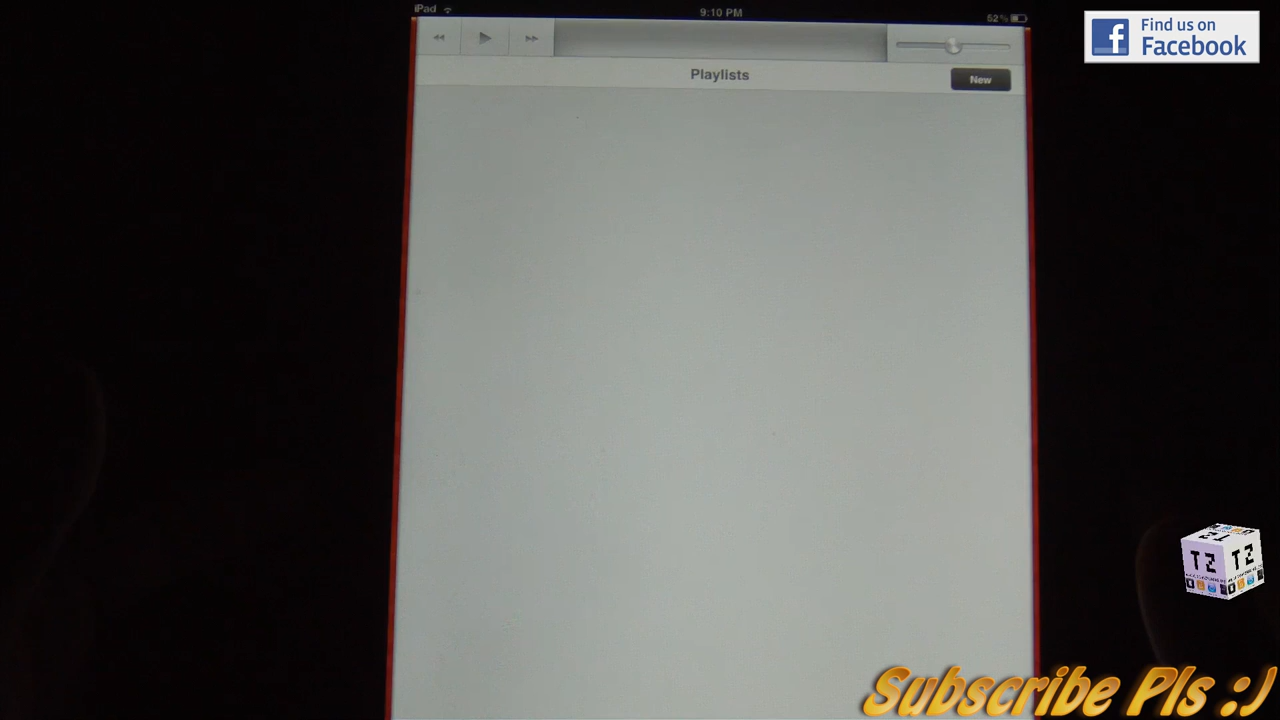 iPad
9:10 PM
52%
Playlists
New
Find us on
Facebook
TZ
TZ
Subscribe Pls :)